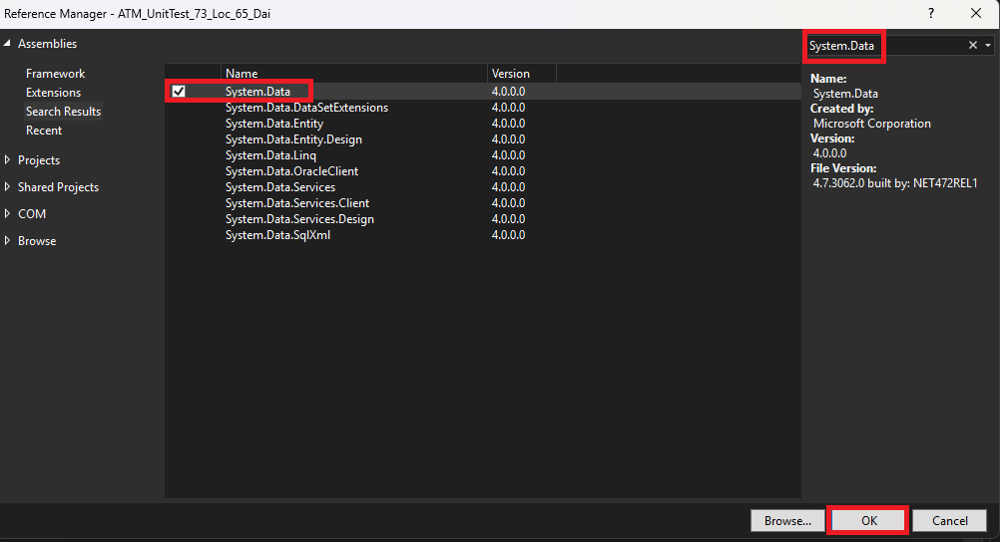 Reference Manager - ATM_UnitTest_73_Loc_65_Dai
?
Assemblies
Framework
Extensions
Search Results
Recent
Projects
Shared Projects
COM
Browse
Name Version
System.Data 4.0.0.0
System.Data.DataSetExtensions 4.0.0.0
System.Data.Entity 4.0.0.0
System.Data.Entity.Design 4.0.0.0
System.Data.Linq 4.0.0.0
System.Data.OracleClient 4.0.0.0
System.Data.Services 4.0.0.0
System.Data.Services.Client 4.0.0.0
System.Data.Services.Design 4.0.0.0
System.Data.SqlXml 4.0.0.0
System.Data
Name:
System.Data
Created by:
Microsoft Corporation
Version:
4.0.0.0
File Version:
4.7.3062.0 built by: NET472REL1
Browse... OK Cancel